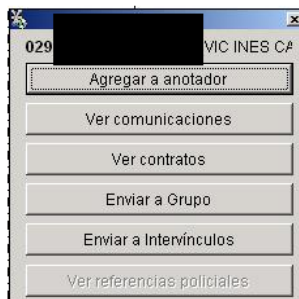 029 VIC INES CA
Agregar a anotador
Ver comunicaciones
Ver contratos
Enviar a Grupo
Enviar a Intervínculos
Ver referencias policiales